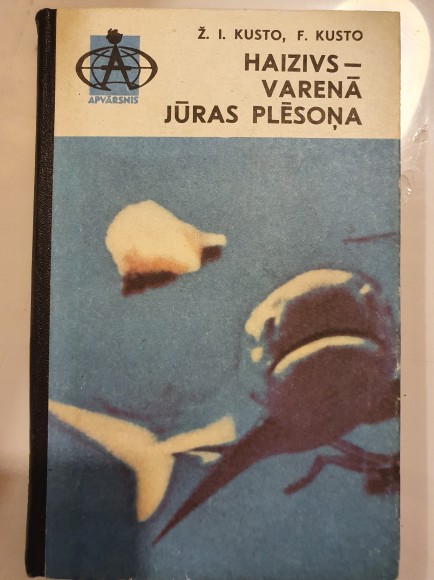 Ž. I. KUSTO, F. KUSTO
HAIZIVS —
VARENĀ
JŪRAS PLĒSOŅA
APVĀRSNIS